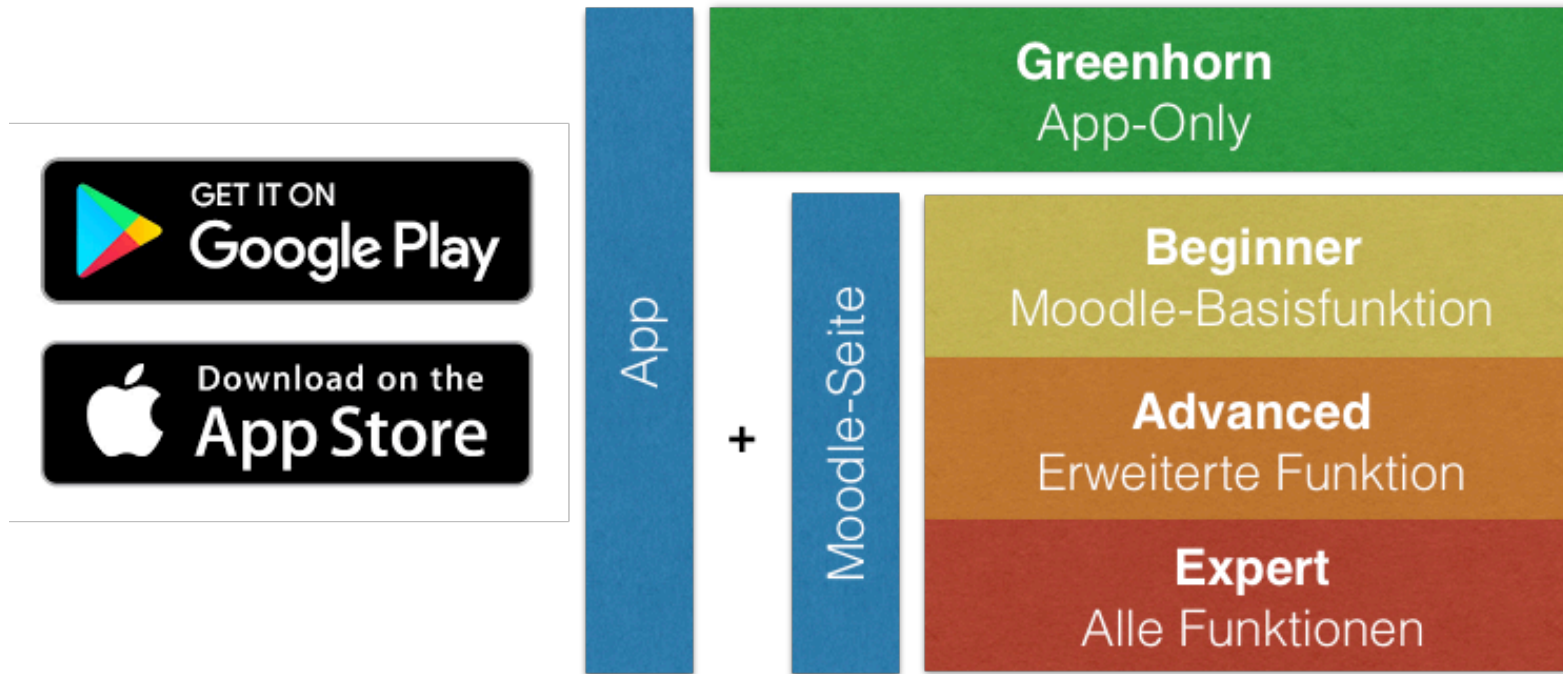 GET IT ON
Google Play
Download on the
App Store
App
+
Moodle-Seite
Greenhorn
App-Only
Beginner
Moodle-Basisfunktion
Advanced
Erweiterte Funktion
Expert
Alle Funktionen